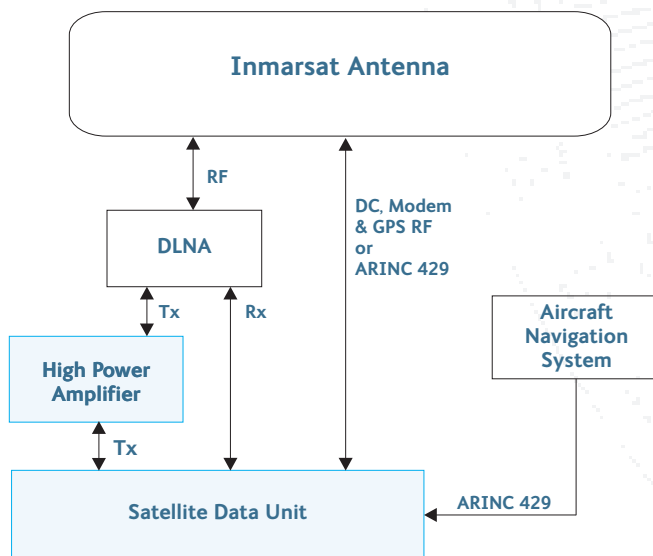 Inmarsat Antenna
RF
DC, Modem
& GPS RF
or
ARINC 429
DLNA
Tx
Rx
Aircraft
Navigation
System
High Power
Amplifier
Tx
ARINC 429
Satellite Data Unit